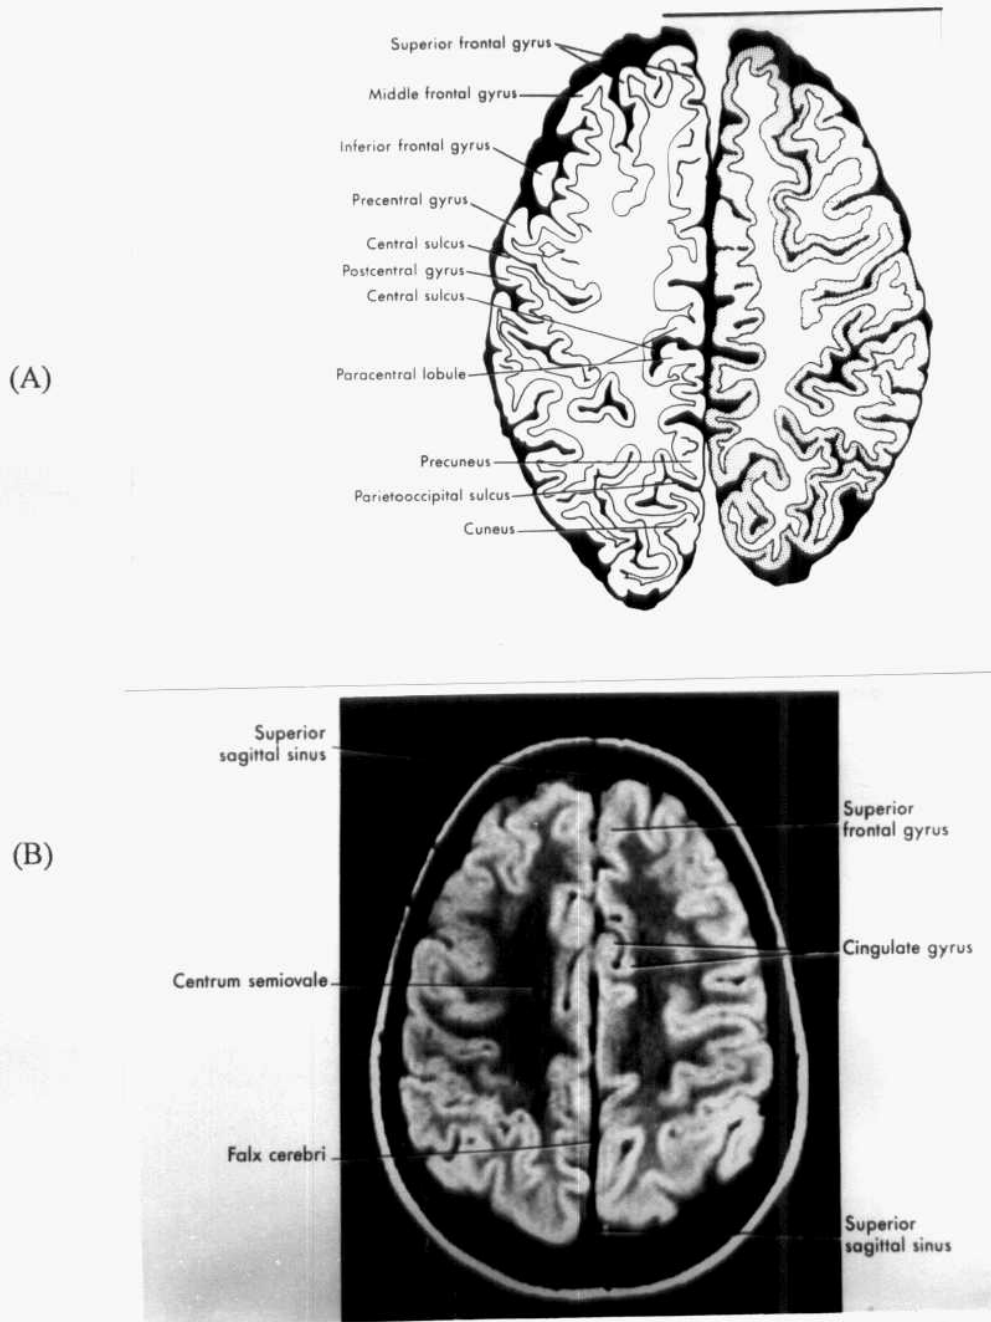 Superior frontal gyrus
Middle frontal gyrus
Inferior frontal gyrus
Precentral gyrus
Central sulcus
Postcentral gyrus
Central sulcus
(A)
Paracentral lobule
Precuneus
Parietooccipital sulcus
Cuneus
Superior
sagittal sinus
Superior
frontal gyrus
(B)
Cingulate gyrus
Centrum semiovale
Falx cerebri
Superior
sagittal sinus